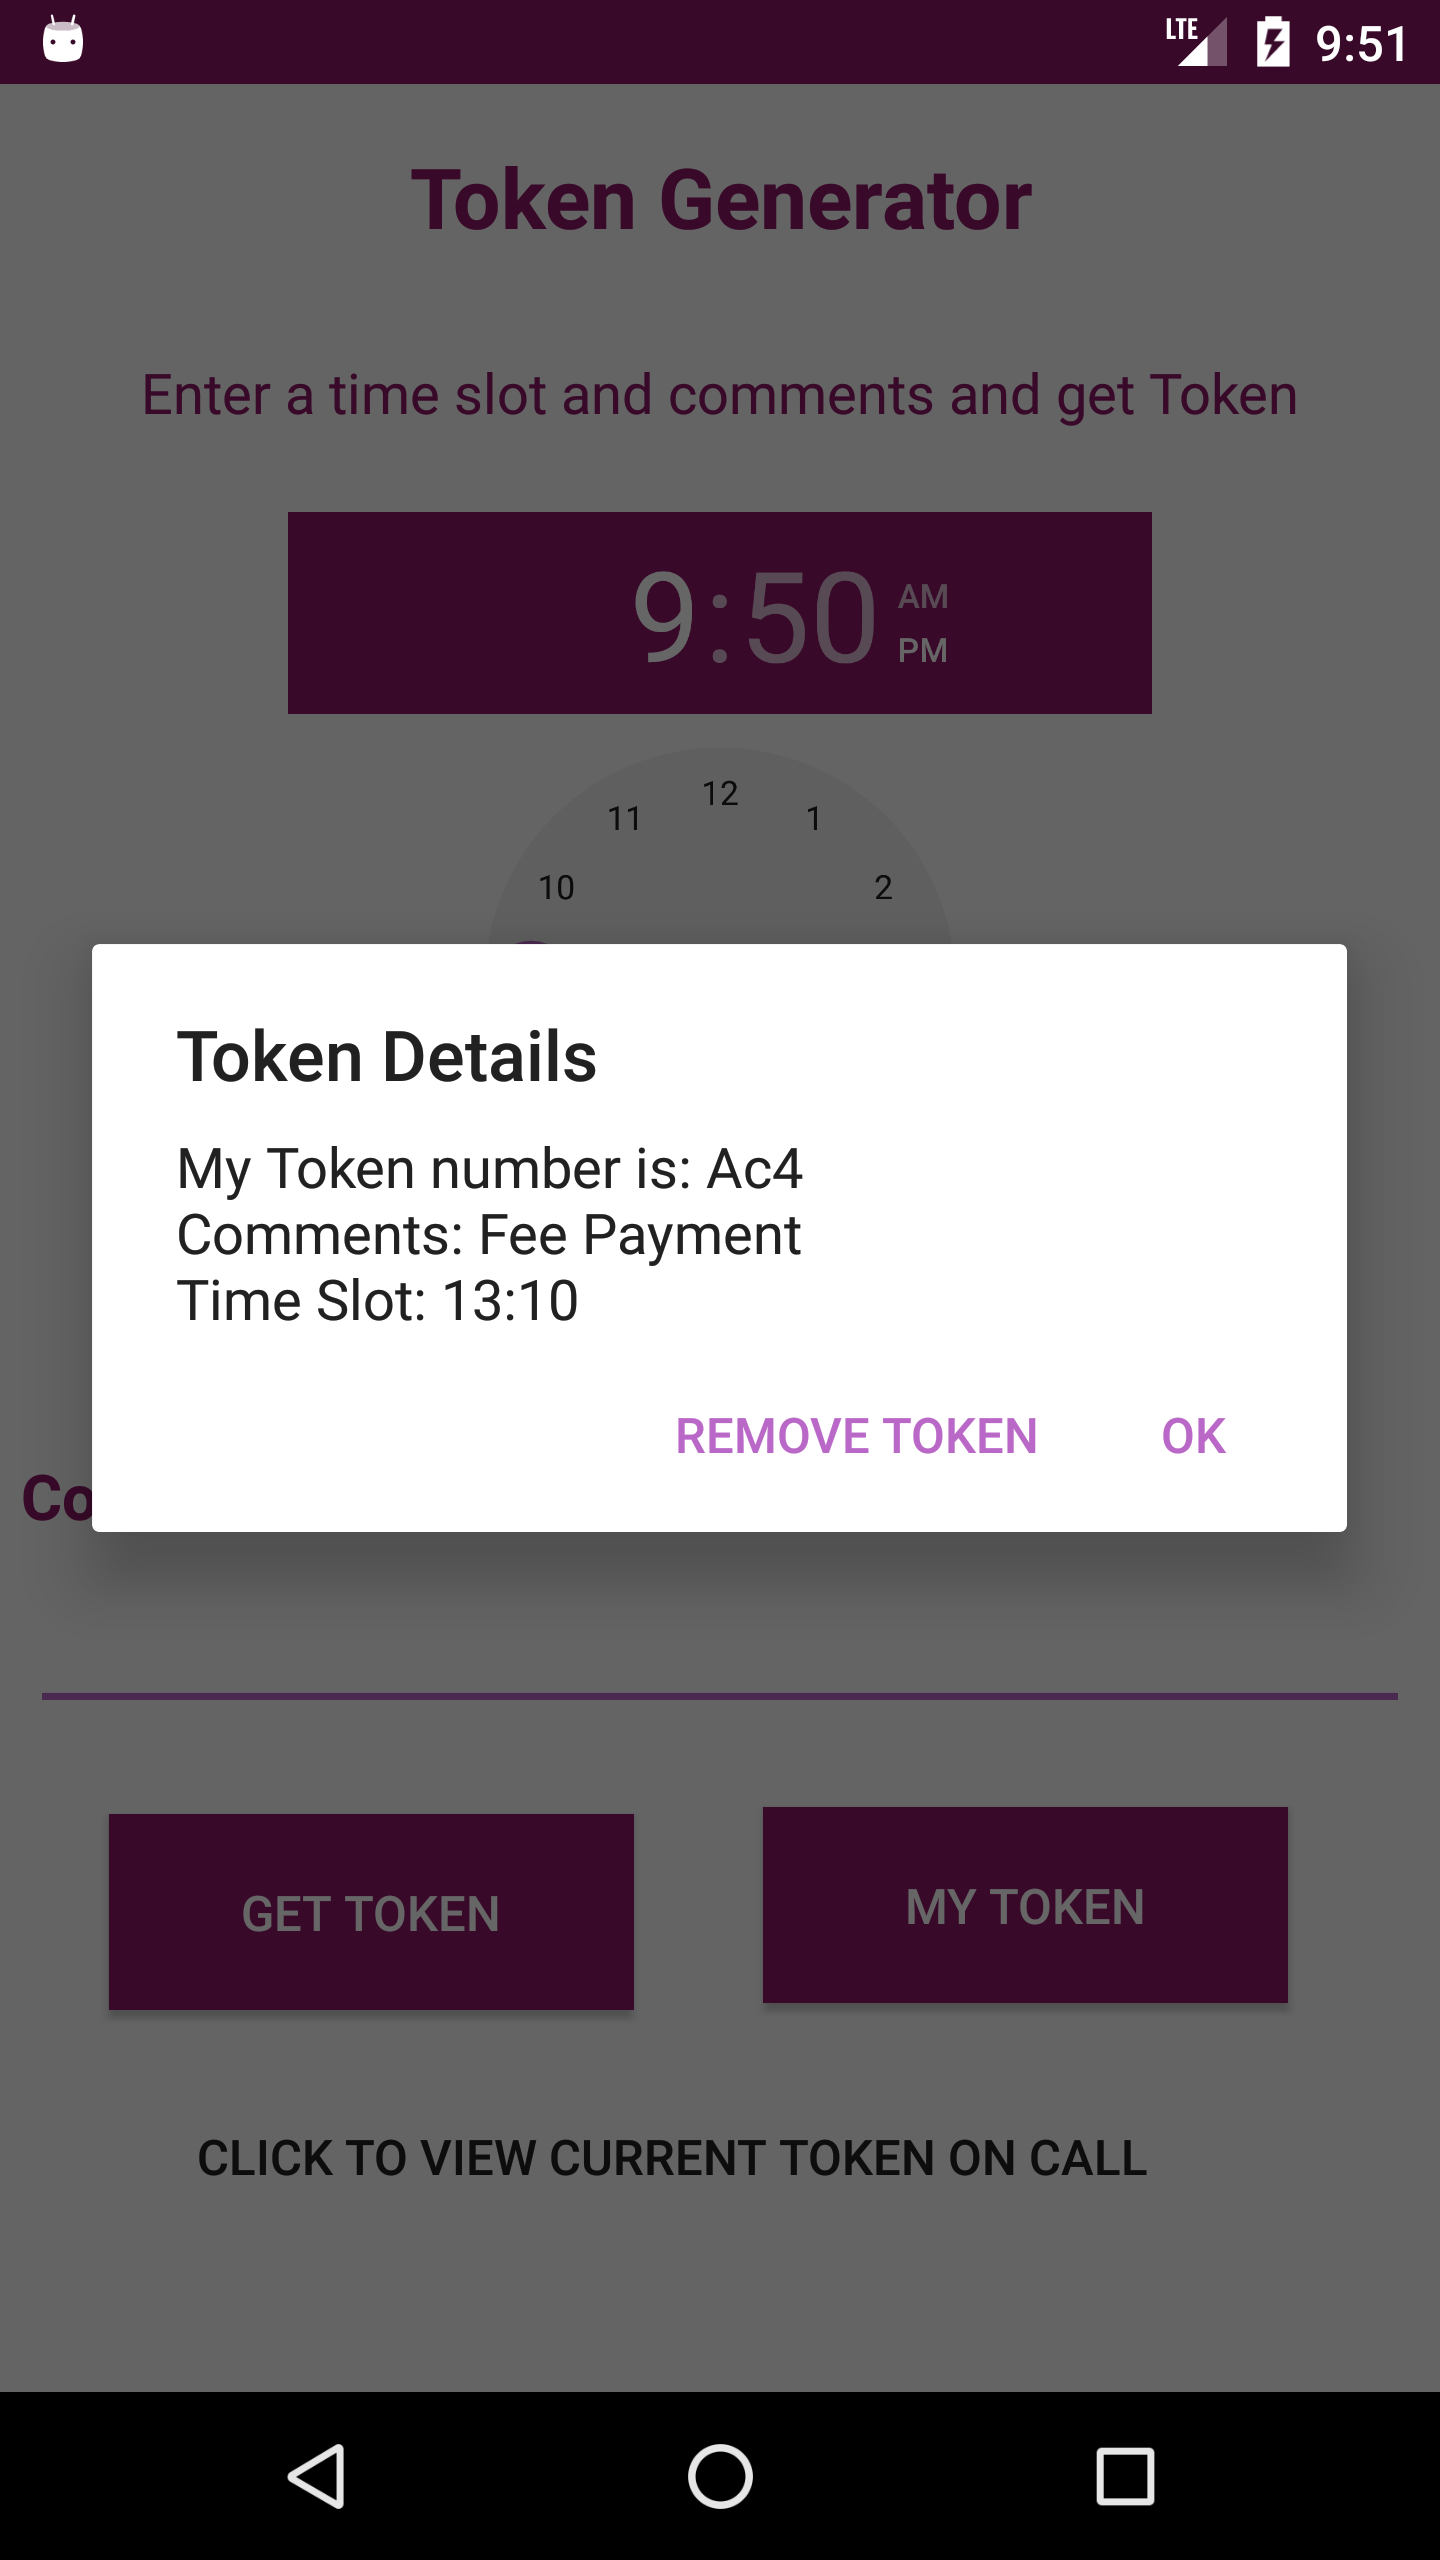 LTE 9:51
Token Generator
Enter a time slot and comments and get Token
9:50 AM
PM
12
11 1
10 2
Token Details
My Token number is: Ac4
Comments: Fee Payment
Time Slot: 13:10
REMOVE TOKEN OK
Co
GET TOKEN MY TOKEN
CLICK TO VIEW CURRENT TOKEN ON CALL